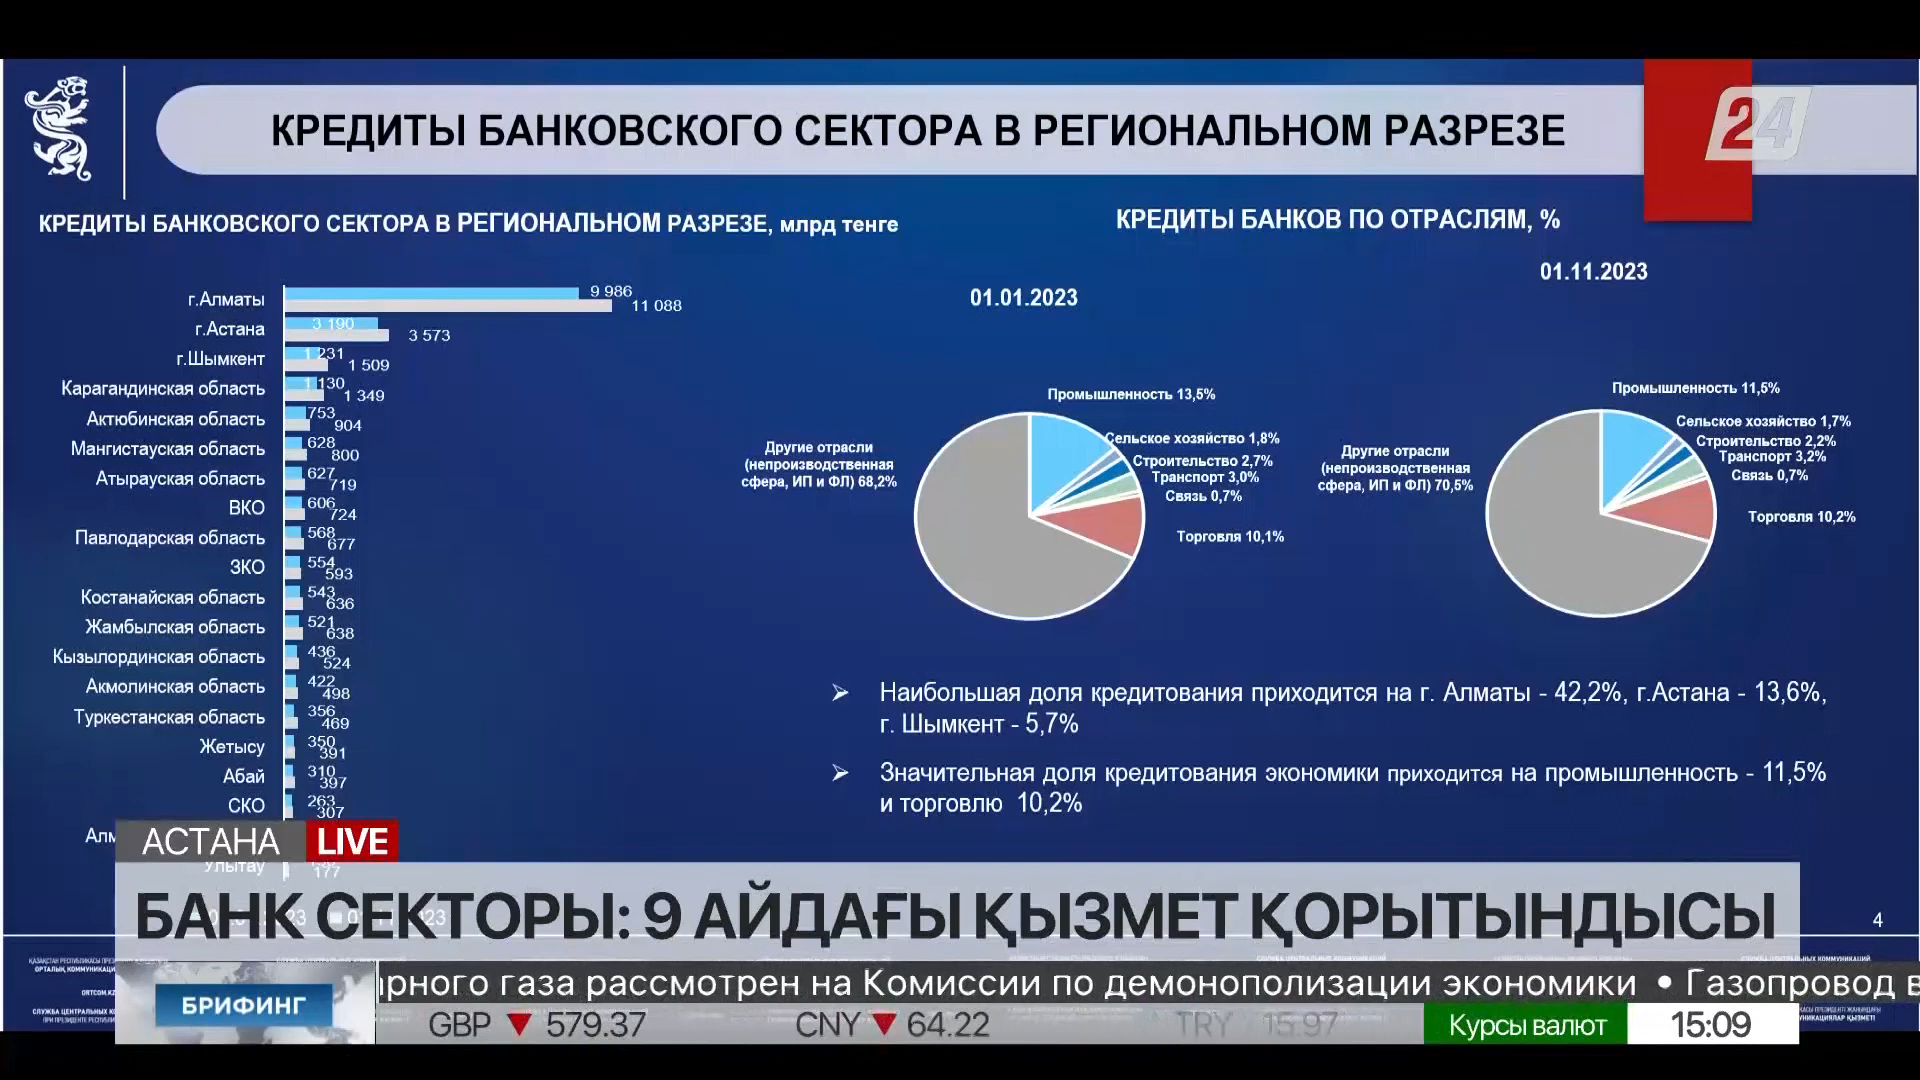 КРЕДИТЫ БАНКОВСКОГО СЕКТОРА В РЕГИОНАЛЬНОМ РАЗРЕЗЕ
24
КРЕДИТЫ БАНКОВСКОГО СЕКТОРА В РЕГИОНАЛЬНОМ РАЗРЕЗЕ, млрд тенге
г.Алматы 9 986 11 088
г.Астана 3 190 3 573
г.Шымкент 1 231 1 509
Карагандинская область 1 130 1 349
Актюбинская область 753 904
Мангистауская область 628 800
Атырауская область 627 719
ВКО 606 724
Павлодарская область 568 677
ЗКО 554 593
Костанайская область 543 636
Жамбылская область 521 638
Кызылординская область 436 524
Акмолинская область 422 498
Туркестанская область 356 469
Жетысу 350 391
Абай 310 397
СКО 263 307
Улытау 177
КРЕДИТЫ БАНКОВ ПО ОТРАСЛЯМ, %
01.01.2023
Промышленность 13,5%
Сельское хозяйство 1,8%
Строительство 2,7%
Транспорт 3,0%
Связь 0,7%
Торговля 10,1%
Другие отрасли
(непроизводственная
сфера, ИП и ФЛ) 68,2%
01.11.2023
Промышленность 11,5%
Сельское хозяйство 1,7%
Строительство 2,2%
Транспорт 3,2%
Связь 0,7%
Торговля 10,2%
Другие отрасли
(непроизводственная
сфера, ИП и ФЛ) 70,5%
Наибольшая доля кредитования приходится на г. Алматы - 42,2%, г.Астана - 13,6%,
г. Шымкент - 5,7%
Значительная доля кредитования экономики приходится на промышленность - 11,5%
и торговлю 10,2%
4
АСТАНА LIVE
БАНК СЕКТОРЫ: 9 АЙДАҒЫ ҚЫЗМЕТ ҚОРЫТЫНДЫСЫ
ОРТАЛЫҚ КОММУНИКАЦИ
ORTCOM.KZ
СЛУЖБА ЦЕНТРАЛЬНЫХ
БРИФИНГ
рного газа рассмотрен на Комиссии по демонополизации экономики • Газопровод в
GBP 579.37 CNY 64.22 TRY 15.97 Курсы валют 15:09